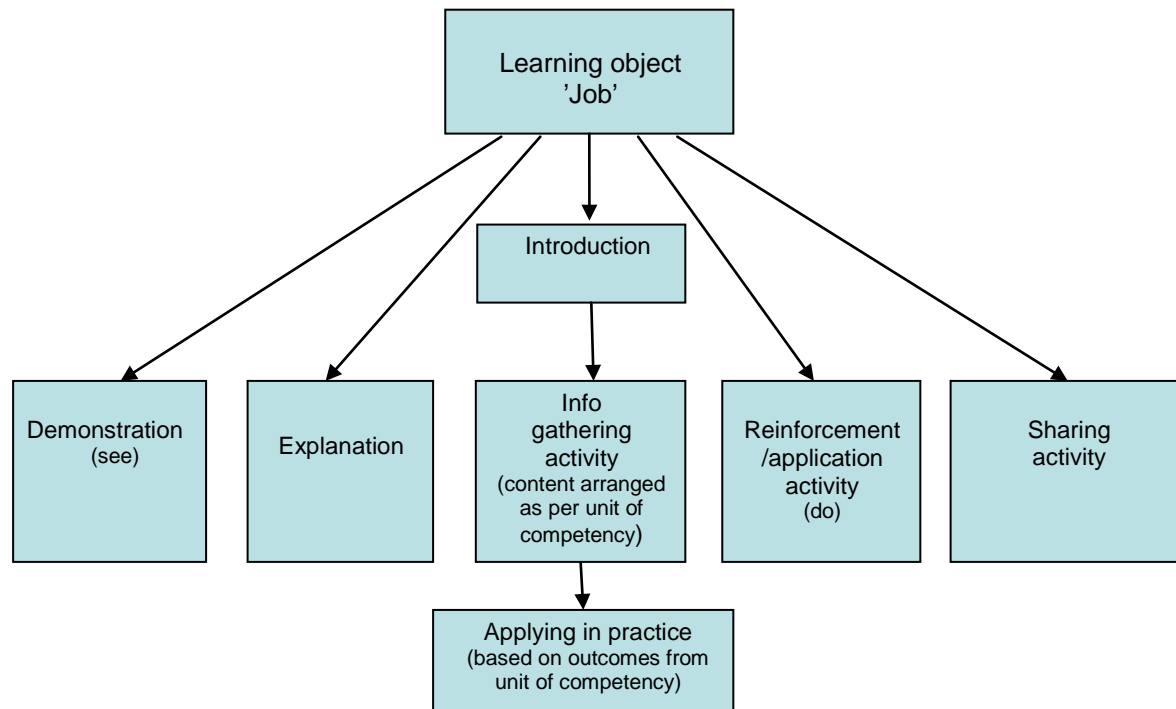 Learning object
’Job’
Introduction
Demonstration
(see)
Explanation
Info
gathering
activity
(content arranged
as per unit of
competency)
Reinforcement
/application
activity
(do)
Sharing
activity
Applying in practice
(based on outcomes from
unit of competency)